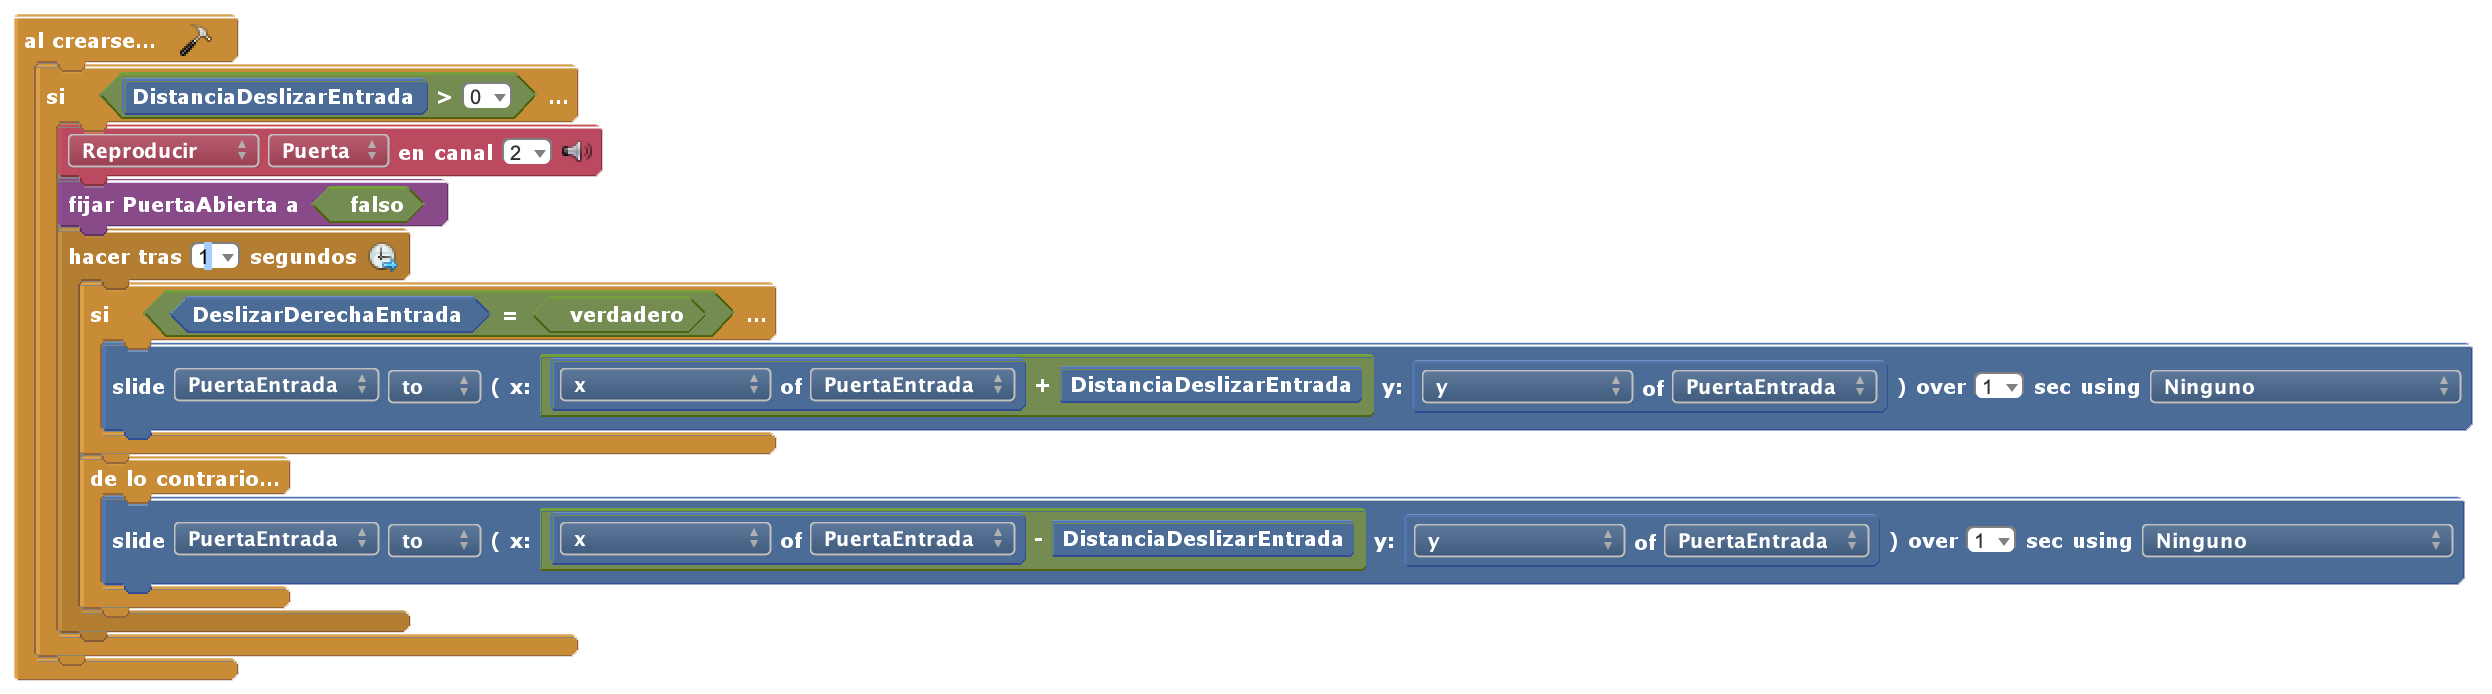 al crearse...
si DistanciaDeslizarEntrada > 0 ...
Reproducir Puerta en canal 2
fijar PuertaAbierta a falso
hacer tras 1 segundos
si DeslizarDerechaEntrada = verdadero ...
slide PuertaEntrada to ( x: x of PuertaEntrada + DistanciaDeslizarEntrada y: y of PuertaEntrada ) over 1 sec using Ninguno
de lo contrario...
slide PuertaEntrada to ( x: x of PuertaEntrada - DistanciaDeslizarEntrada y: y of PuertaEntrada ) over 1 sec using Ninguno